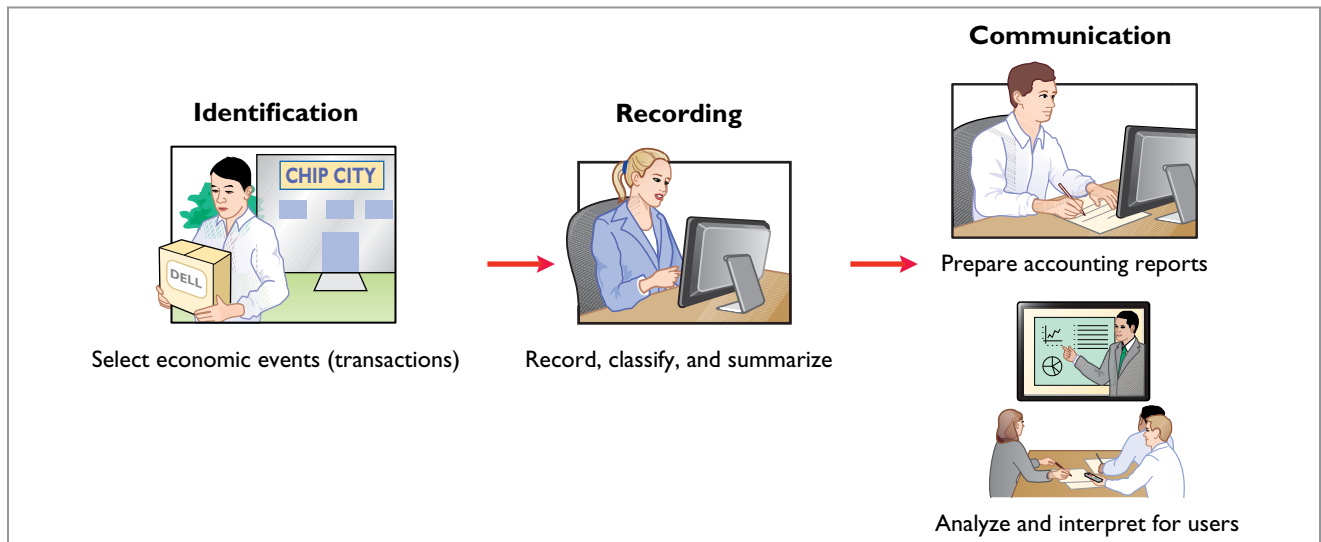 Identification
CHIP CITY
DELL
Select economic events (transactions)
Recording
Record, classify, and summarize
Communication
Prepare accounting reports
Analyze and interpret for users